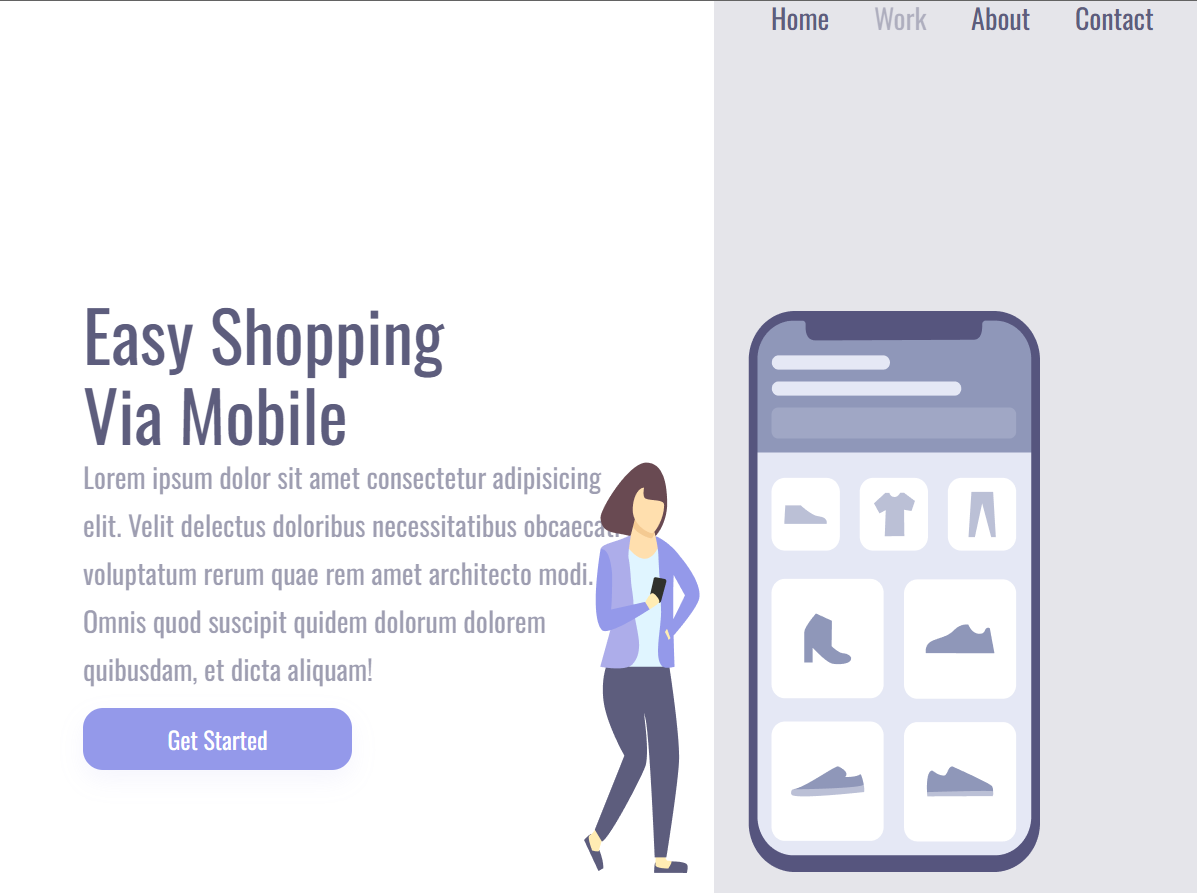 Home Work About Contact
Easy Shopping
Via Mobile
Lorem ipsum dolor sit amet consectetur adipisicing
elit. Velit delectus doloribus necessitatibus obcaecati
voluptatum rerum quae rem amet architecto modi.
Omnis quod suscipit quidem dolorum dolorem
quibusdam, et dicta aliquam!
Get Started